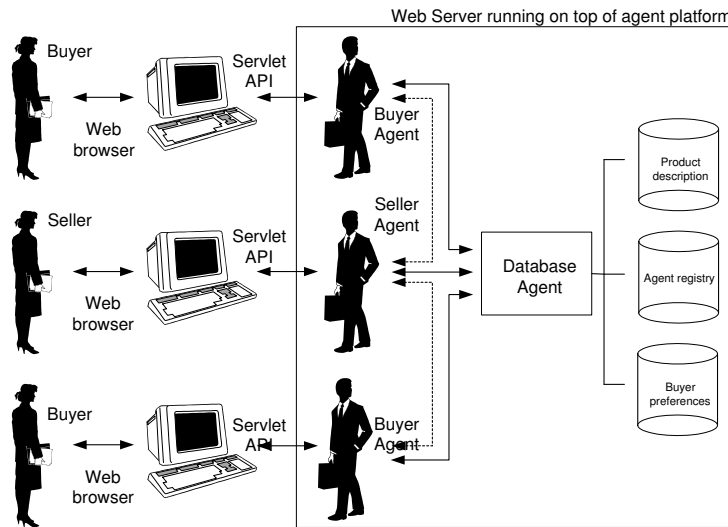 Web Server running on top of agent platform
Buyer
Servlet
API
Web
browser
Buyer
Agent
Product
description
Seller
Servlet
API
Web
browser
Seller
Agent
Database
Agent
Agent registry
Buyer
Servlet
API
Web
browser
Buyer
Agent
Buyer
preferences